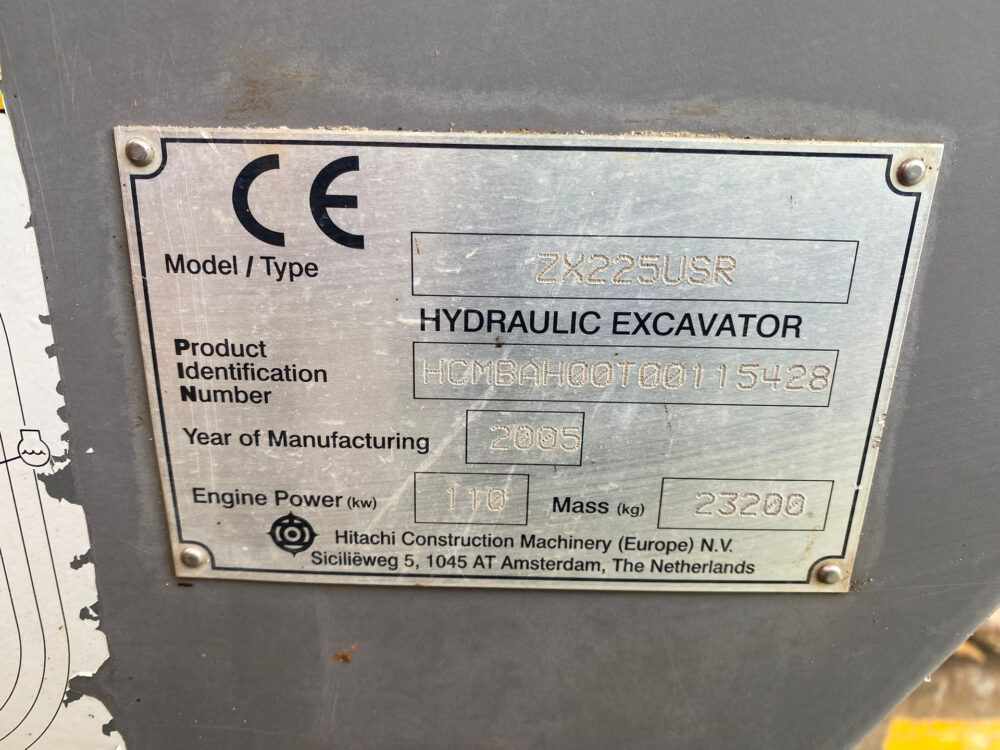 CE
Model / Type ZX225USR
HYDRAULIC EXCAVATOR
Product
Identification HCMBAH00T00115428
Number
Year of Manufacturing 2005
Engine Power (kw) 110 Mass (kg) 23200
Hitachi Construction Machinery (Europe) N.V.
Siciliëweg 5, 1045 AT Amsterdam, The Netherlands